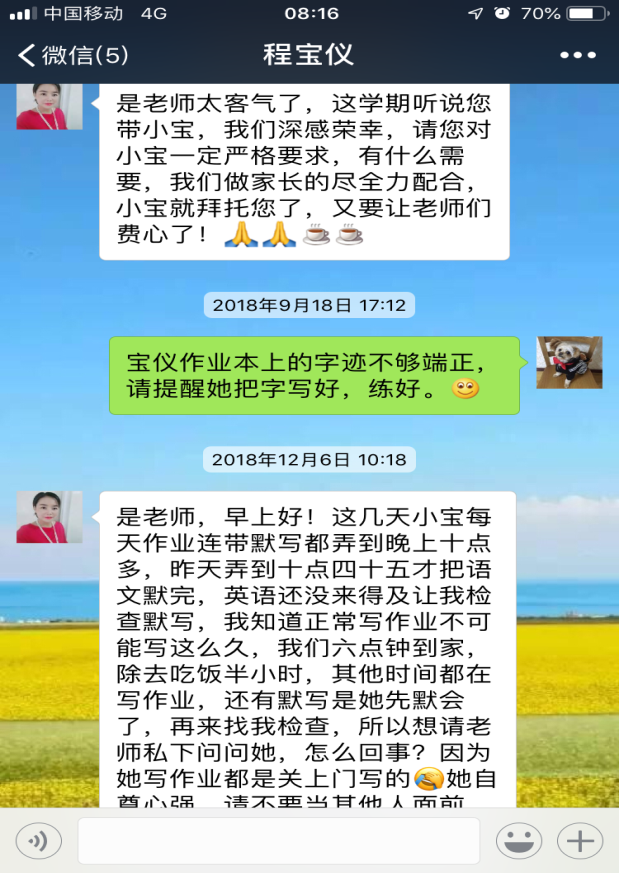 中国移动 4G 08:16 70%
微信(5) 程宝仪
是老师太客气了，这学期听说您
带小宝，我们深感荣幸，请您对
小宝一定严格要求，有什么需
要，我们做家长的尽全力配合，
小宝就拜托您了，又要让老师们
费心了！🙏🙏☕☕
2018年9月18日 17:12
宝仪作业本上的字迹不够端正，
请提醒她把字写好，练好。
2018年12月6日 10:18
是老师，早上好！这几天小宝每
天作业连带默写都弄到晚上十点
多，昨天弄到十点四十五才把语
文默完，英语还没来得及让我检
查默写，我知道正常写作业不可
能写这么久，我们六点钟到家，
除去吃饭半小时，其他时间都在
写作业，还有默写是她先默会
了，再来找我检查，所以想请老
师私下问问她，怎么回事？因为
她写作业都是关上门写的🤣她自
尊心强，请不要当其他人面前